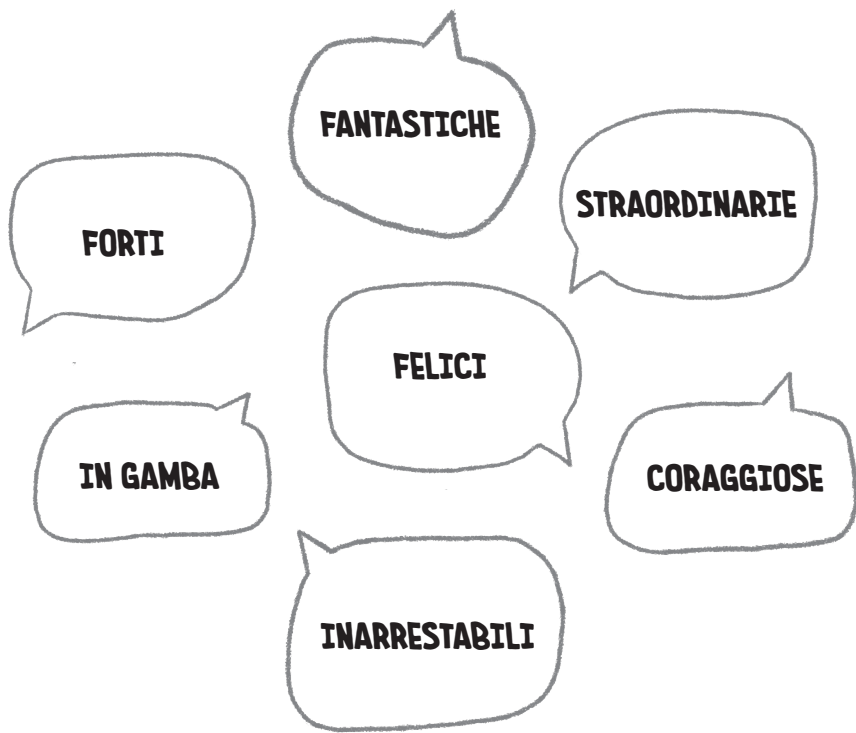 FANTASTICHE
STRAORDINARIE
FORTI
FELICI
IN GAMBA
CORAGGIOSE
INARRESTABILI